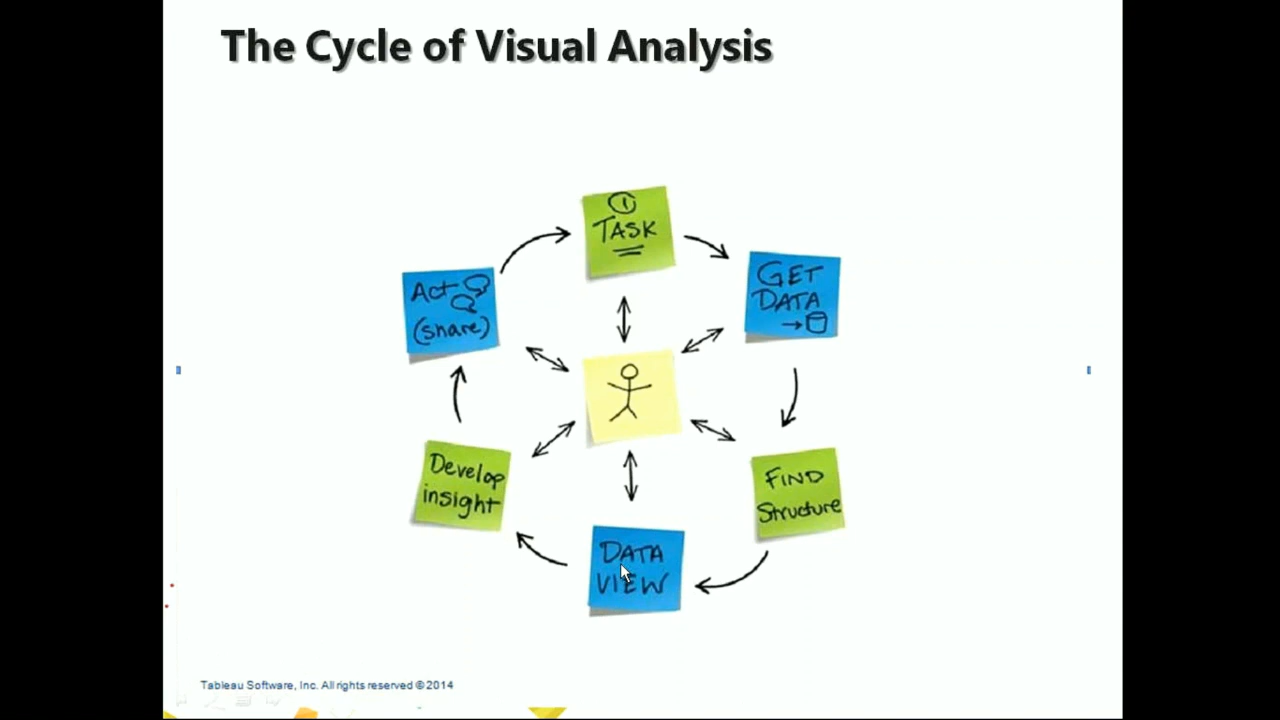 The Cycle of Visual Analysis
1
TASK
GET
DATA
FIND
Structure
DATA
VIEW
Develop
insight
Act
(share)
Tableau Software, Inc. All rights reserved ©2014